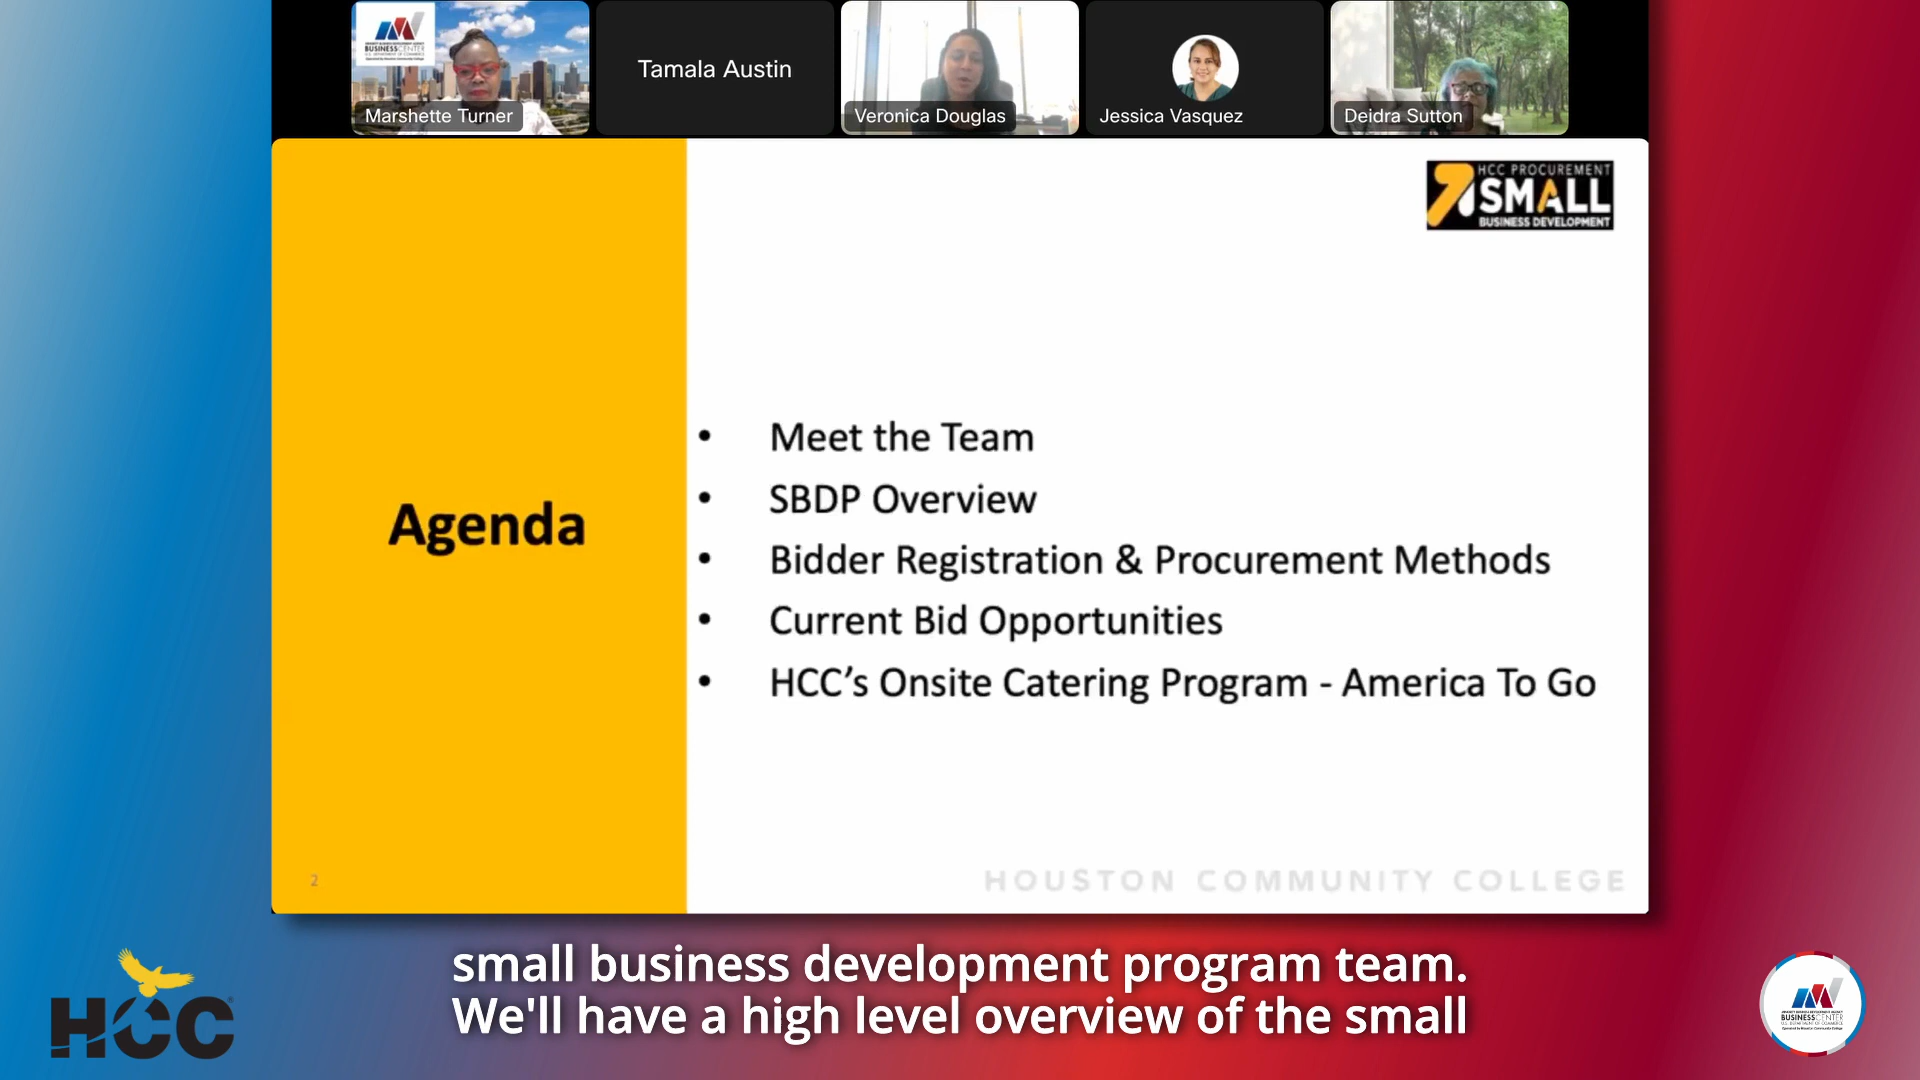 BUSINESSCENTER
Marshette Turner
Tamala Austin
Veronica Douglas
Jessica Vasquez
Deidra Sutton
HCC PROCUREMENT
SMALL
BUSINESS DEVELOPMENT
Agenda
• Meet the Team
• SBDP Overview
• Bidder Registration & Procurement Methods
• Current Bid Opportunities
• HCC’s Onsite Catering Program - America To Go
2
HOUSTON COMMUNITY COLLEGE
small business development program team.
We'll have a high level overview of the small
HCC
BUSINESSCENTER